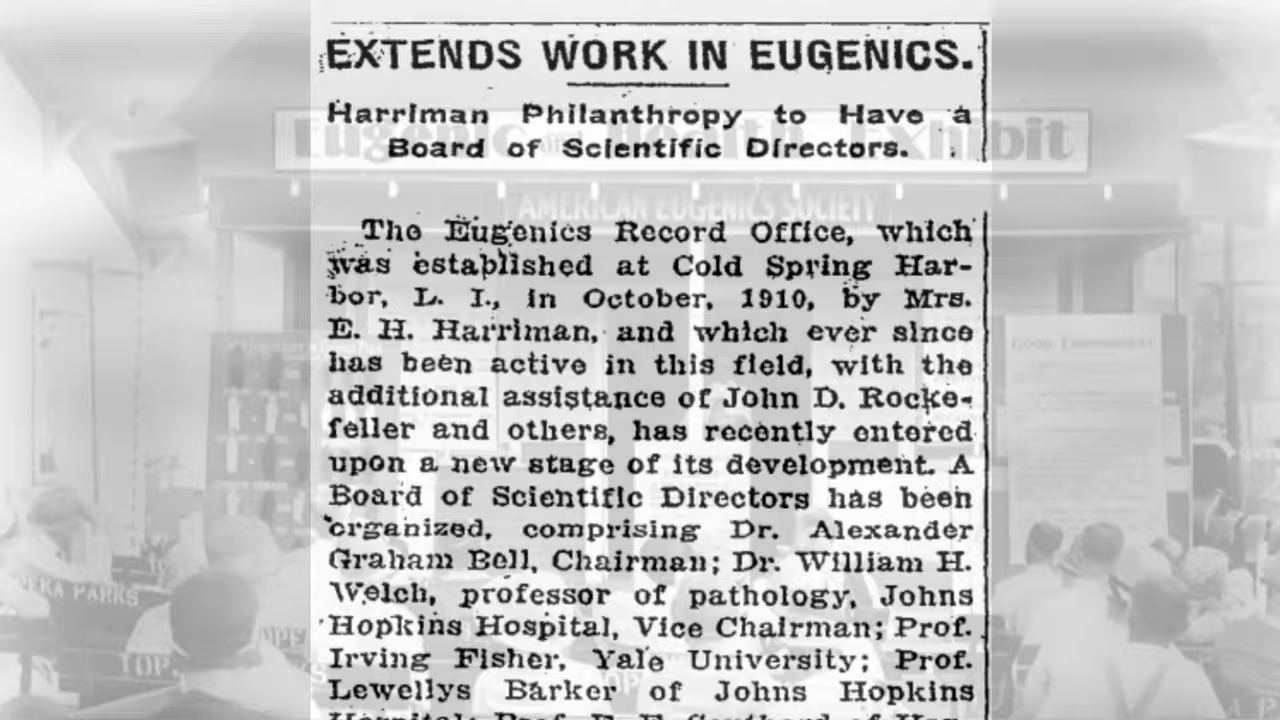 EXTENDS WORK IN EUGENICS.
Harriman Philanthropy to Have a
Board of Scientific Directors.
Eugenic and Health Exhibit
AMERICAN EUGENICS SOCIETY
The Eugenics Record Office, which
was established at Cold Spring Har-
bor, L. I., in October, 1910, by Mrs.
E. H. Harriman, and which ever since
has been active in this field, with the
additional assistance of John D. Rocke-
feller and others, has recently entered
upon a new stage of its development. A
Board of Scientific Directors has been
organized, comprising Dr. Alexander
Graham Bell, Chairman; Dr. William H.
Welch, professor of pathology, Johns
Hopkins Hospital, Vice Chairman; Prof.
Irving Fisher, Yale University; Prof.
Lewellys Barker of Johns Hopkins
PEKA PARKS
TOP